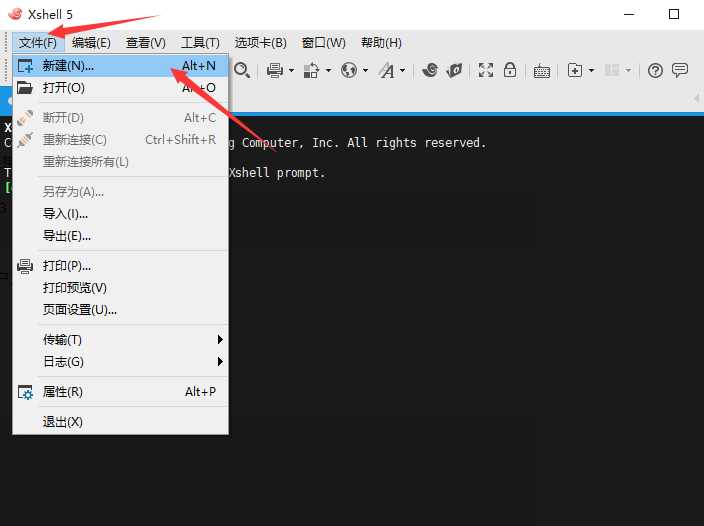 Xshell 5
文件(F) 编辑(E) 查看(V) 工具(T) 选项卡(B) 窗口(W) 帮助(H)
新建(N)... Alt+N
打开(O) Alt+O
断开(D) Alt+C
重新连接(C) Ctrl+Shift+R
重新连接所有(L)
另存为(A)...
导入(I)...
导出(E)...
打印(P)...
打印预览(V)
页面设置(U)...
传输(T)
日志(G)
属性(R) Alt+P
退出(X)
Computer, Inc. All rights reserved.
Xshell prompt.